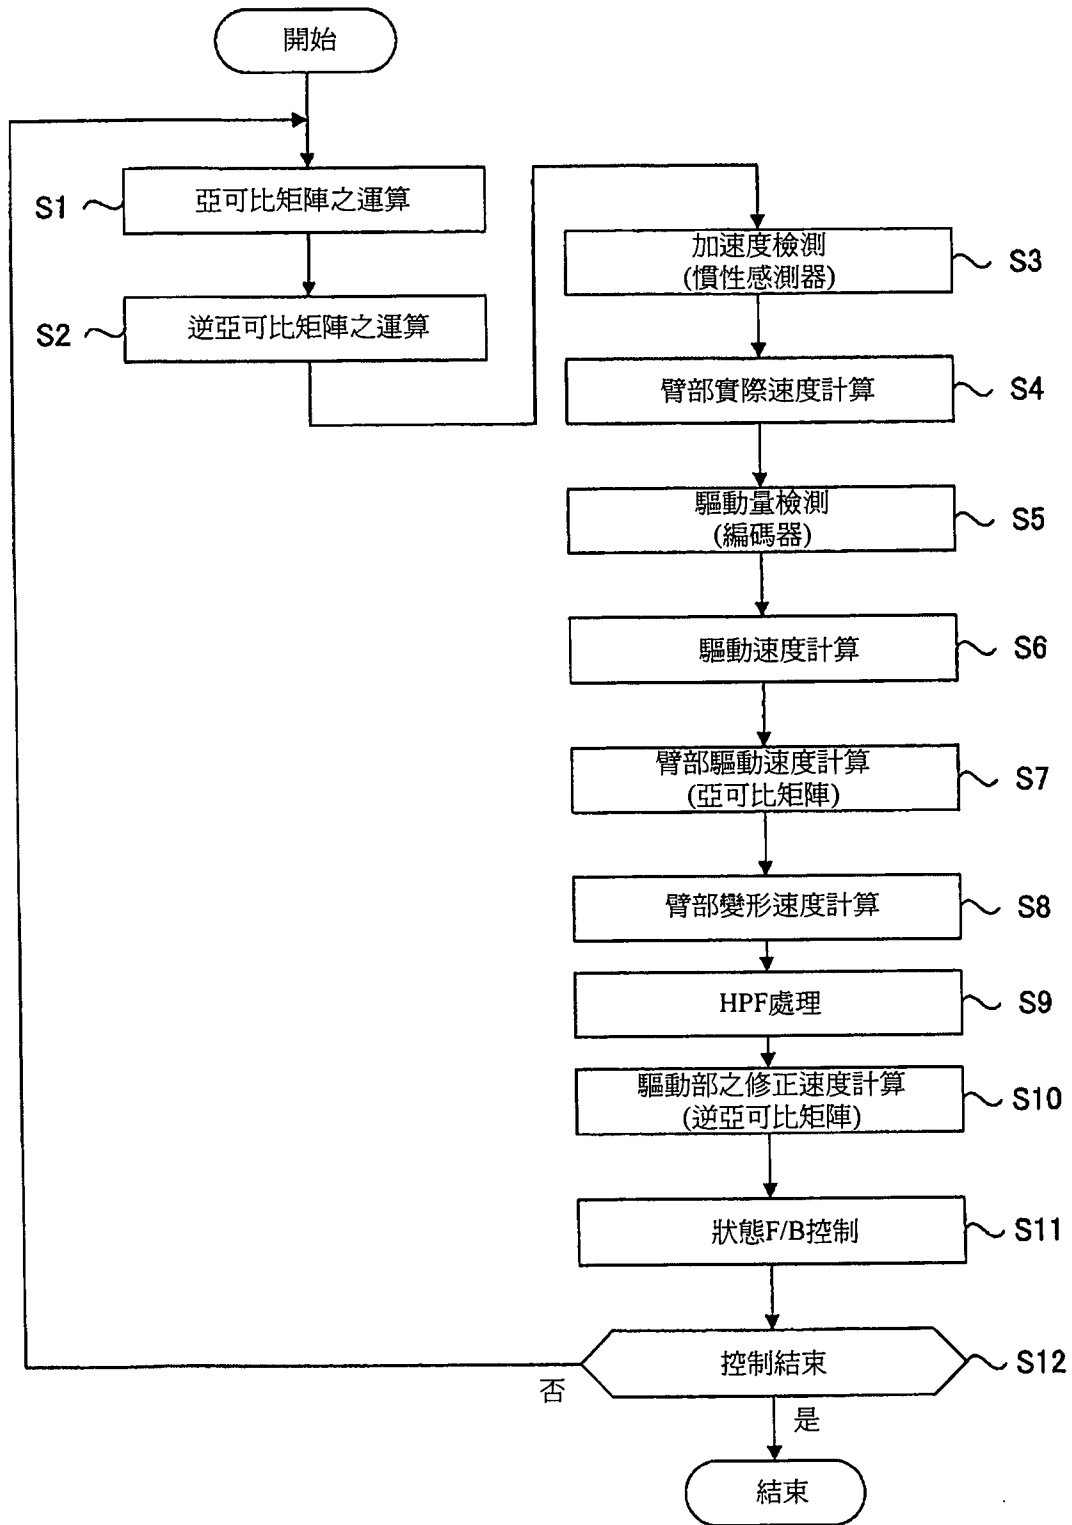 開始
S1
亞可比矩陣之運算
S2
逆亞可比矩陣之運算
加速度檢測
(慣性感測器)
S3
臂部實際速度計算
S4
驅動量檢測
(編碼器)
S5
驅動速度計算
S6
臂部驅動速度計算
(亞可比矩陣)
S7
臂部變形速度計算
S8
HPF處理
S9
驅動部之修正速度計算
(逆亞可比矩陣)
S10
狀態F/B控制
S11
控制結束
S12
否
是
結束